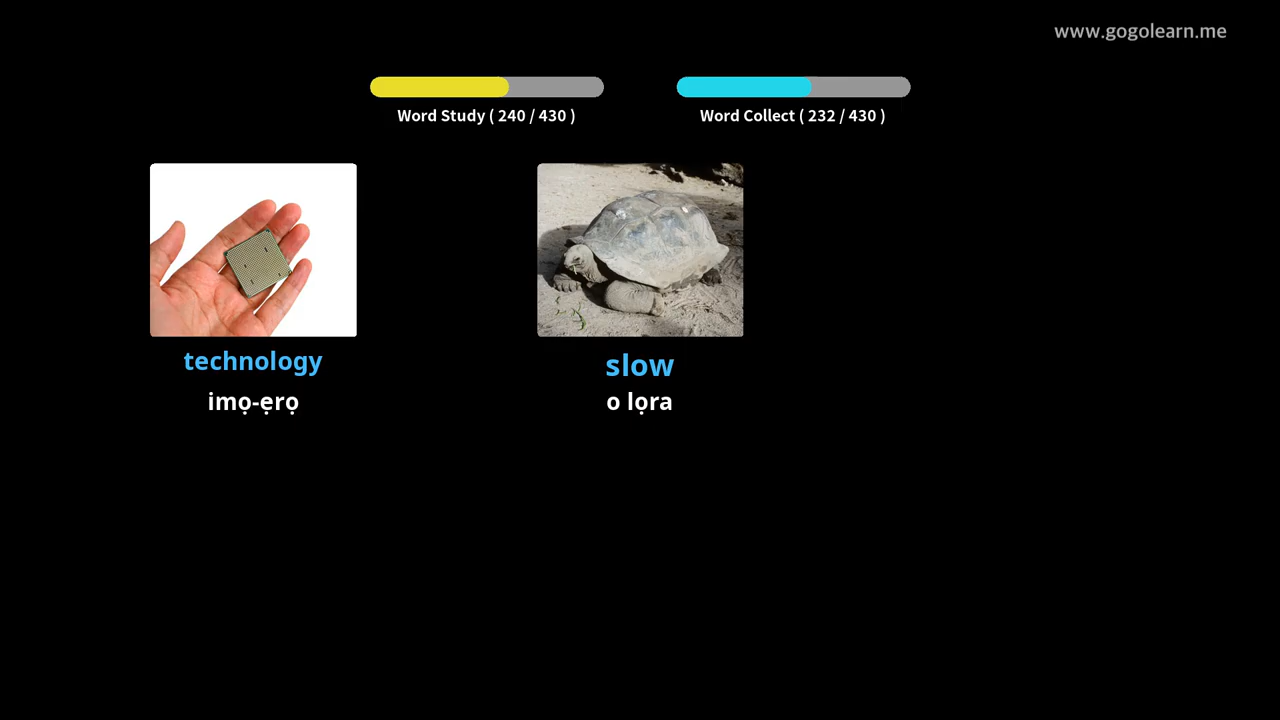 www.gogolearn.me
Word Study ( 240 / 430 )
Word Collect ( 232 / 430 )
technology
imọ-ẹrọ
slow
o lọra